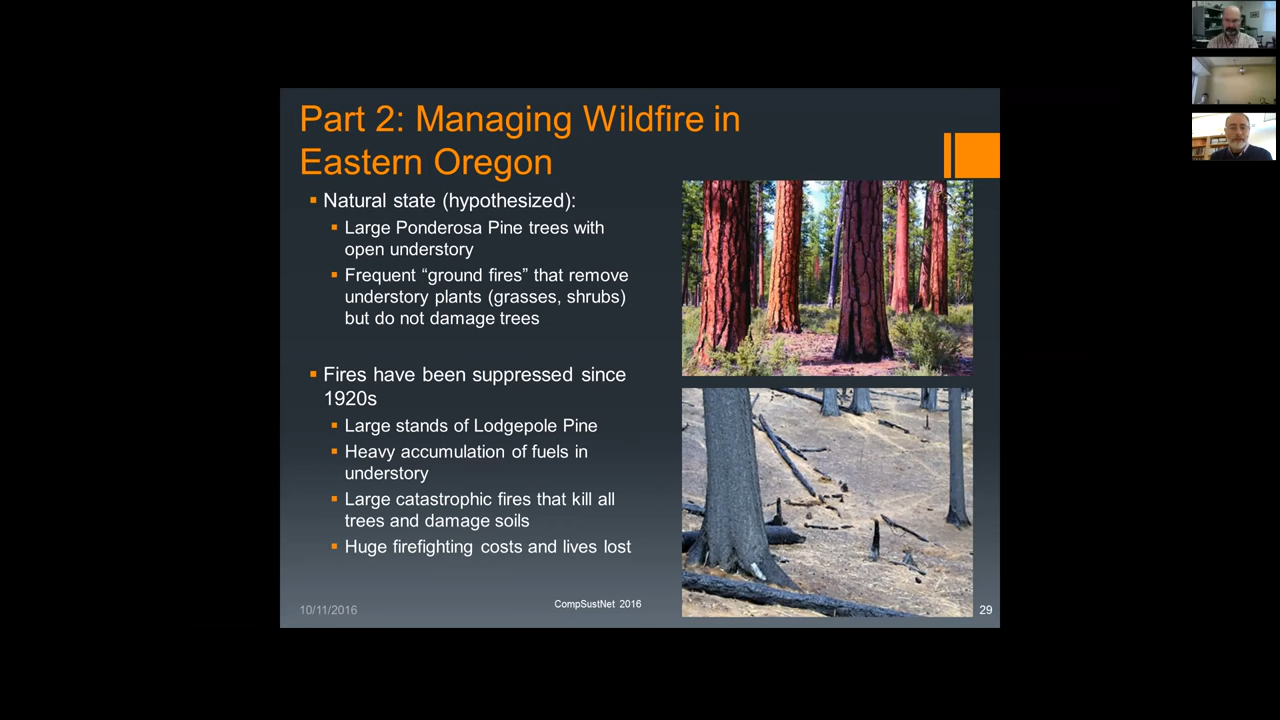 Part 2: Managing Wildfire in
Eastern Oregon
Natural state (hypothesized):
Large Ponderosa Pine trees with
open understory
Frequent “ground fires” that remove
understory plants (grasses, shrubs)
but do not damage trees
Fires have been suppressed since
1920s
Large stands of Lodgepole Pine
Heavy accumulation of fuels in
understory
Large catastrophic fires that kill all
trees and damage soils
Huge firefighting costs and lives lost
10/11/2016
CompSustNet 2016
29